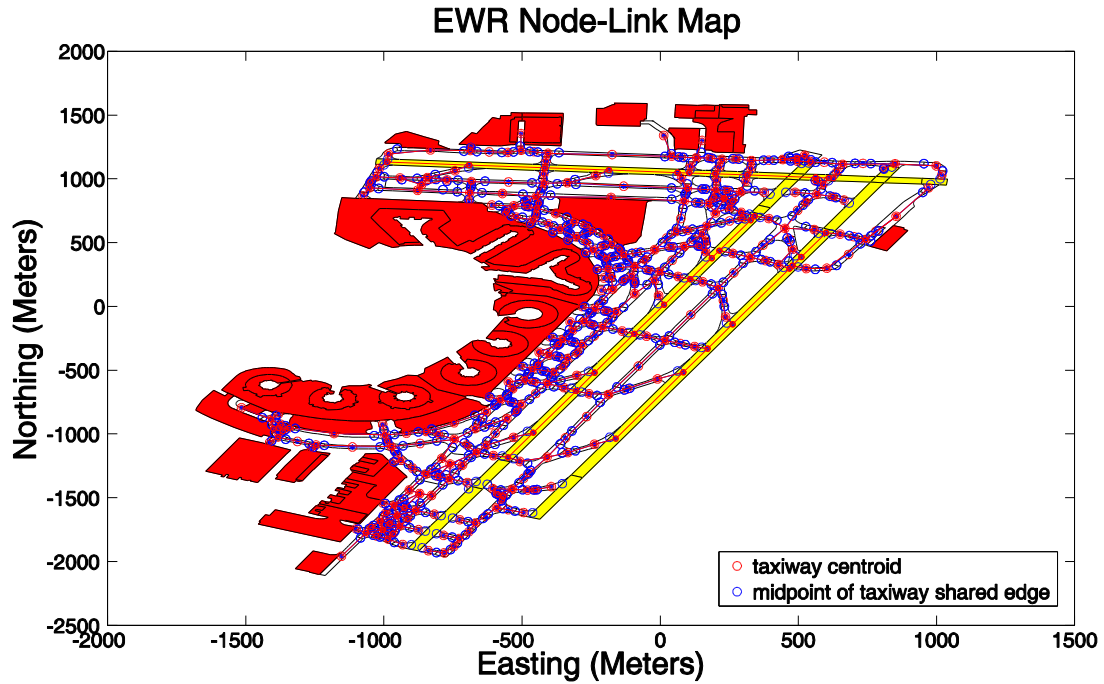 EWR Node-Link Map
2000
1500
1000
500
0
-500
-1000
-1500
-2000
-2500
Northing (Meters)
taxiway centroid
midpoint of taxiway shared edge
-2000 -1500 -1000 -500 0 500 1000 1500
Easting (Meters)